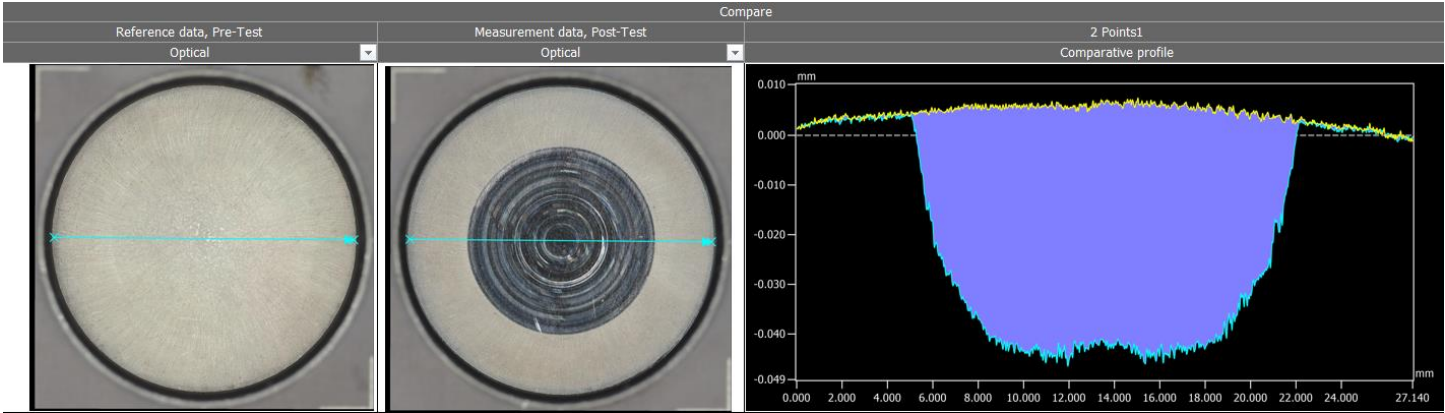 Compare
Reference data, Pre-Test Measurement data, Post-Test 2 Points1
Optical Optical Comparative profile
mm
0.010
0.000
-0.010
-0.020
-0.030
-0.040
-0.049
mm
0.000 2.000 4.000 6.000 8.000 10.000 12.000 14.000 16.000 18.000 20.000 22.000 24.000 27.140